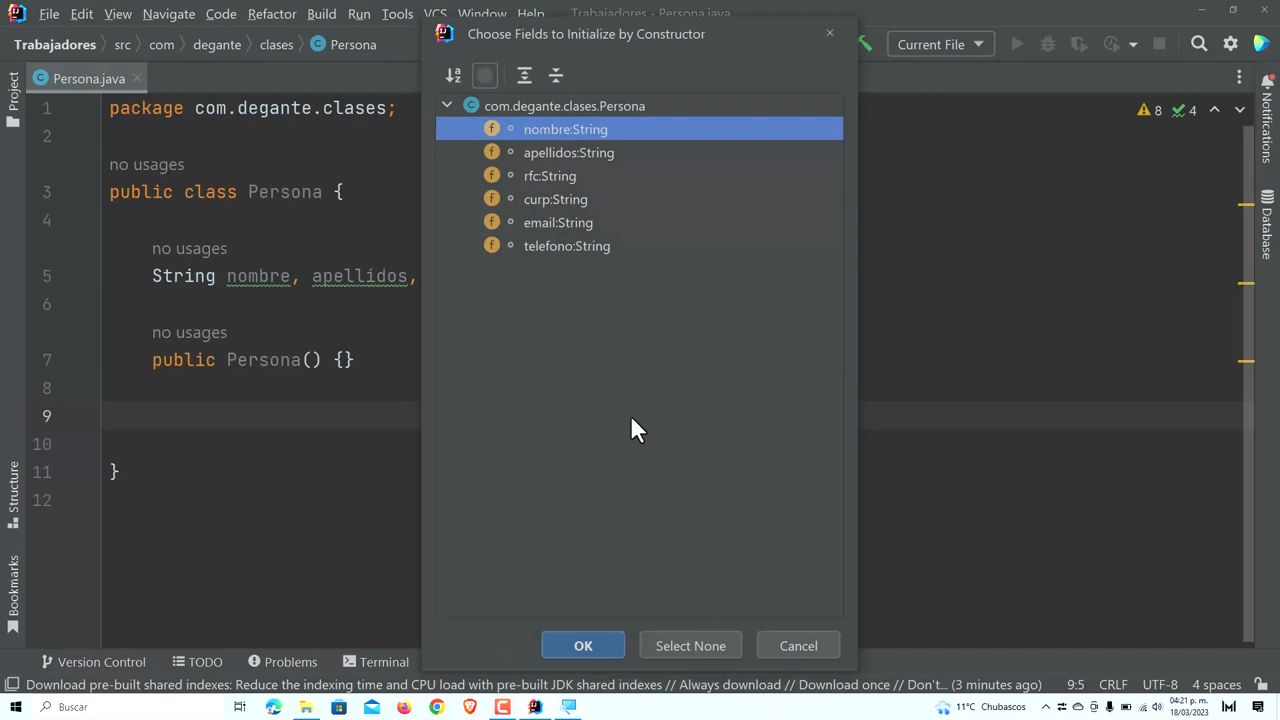 File Edit View Navigate Code Refactor Build Run Tools VCS Window Help Trabajadores - Persona.java
Trabajadores src com degante clases Persona
Current File
Persona.java
Choose Fields to Initialize by Constructor
com.degante.clases.Persona
nombre:String
apellidos:String
rfc:String
curp:String
email:String
telefono:String
OK Select None Cancel
1 package com.degante.clases;
2
no usages
3 public class Persona {
4
no usages
5 String nombre, apellidos,
6
no usages
7 public Persona() {}
8
9
10
11 }
12
8 4
Project
Structure
Bookmarks
Notifications
Database
Version Control TODO Problems Terminal
Download pre-built shared indexes: Reduce the indexing time and CPU load with pre-built JDK shared indexes // Always download // Download once // Don't... (3 minutes ago) 9:5 CRLF UTF-8 4 spaces
Buscar 11°C Chubascos 04:21 p. m.
18/03/2023